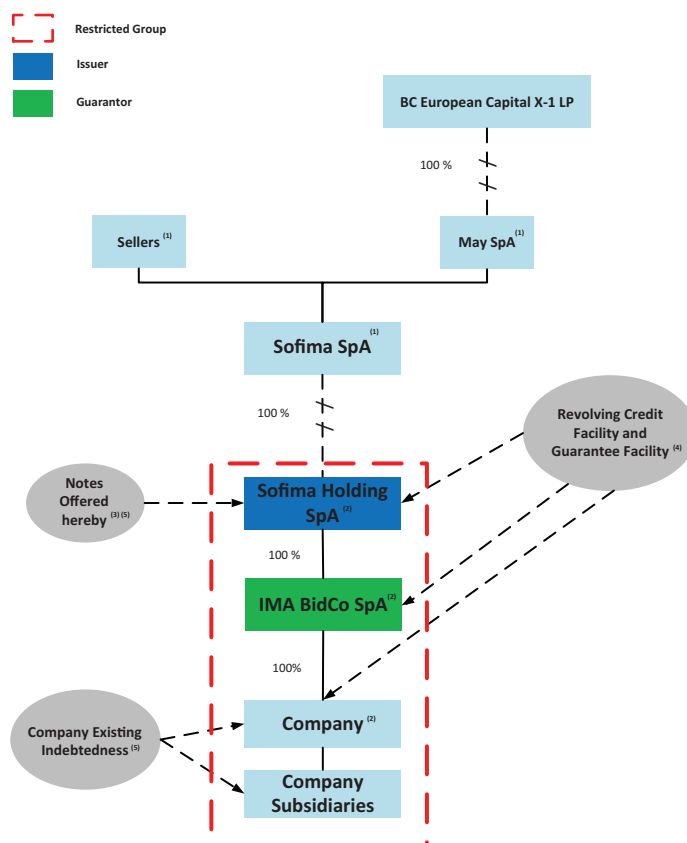 Restricted Group
Issuer
Guarantor
BC European Capital X-1 LP
100 %
Sellers (1)
May SpA (1)
Sofima SpA (1)
100 %
Revolving Credit
Facility and
Guarantee Facility (4)
Notes
Offered
hereby (3) (5)
Sofima Holding
SpA (2)
100 %
IMA BidCo SpA (2)
100%
Company (2)
Company Existing
Indebtedness (5)
Company
Subsidiaries